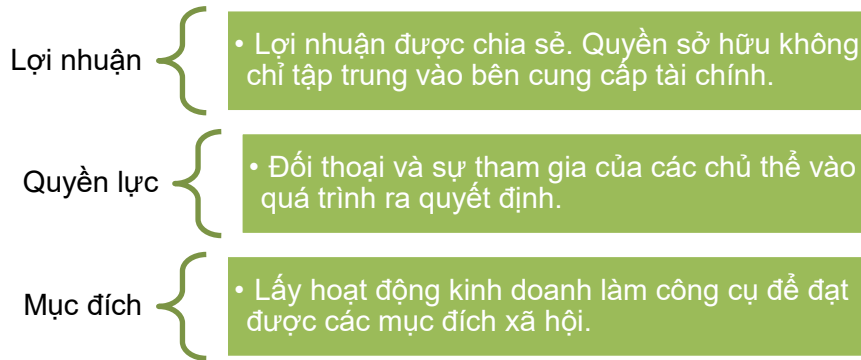 Lợi nhuận
• Lợi nhuận được chia sẻ. Quyền sở hữu không
chỉ tập trung vào bên cung cấp tài chính.
Quyền lực
• Đối thoại và sự tham gia của các chủ thể vào
quá trình ra quyết định.
Mục đích
• Lấy hoạt động kinh doanh làm công cụ để đạt
được các mục đích xã hội.